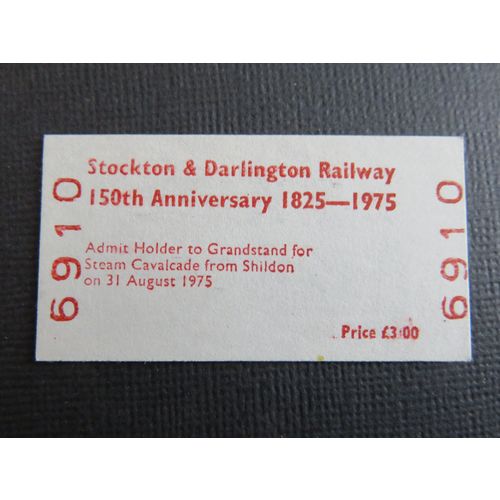 Stockton & Darlington Railway
150th Anniversary 1825—1975
Admit Holder to Grandstand for
Steam Cavalcade from Shildon
on 31 August 1975
Price £3·00
6910
6910